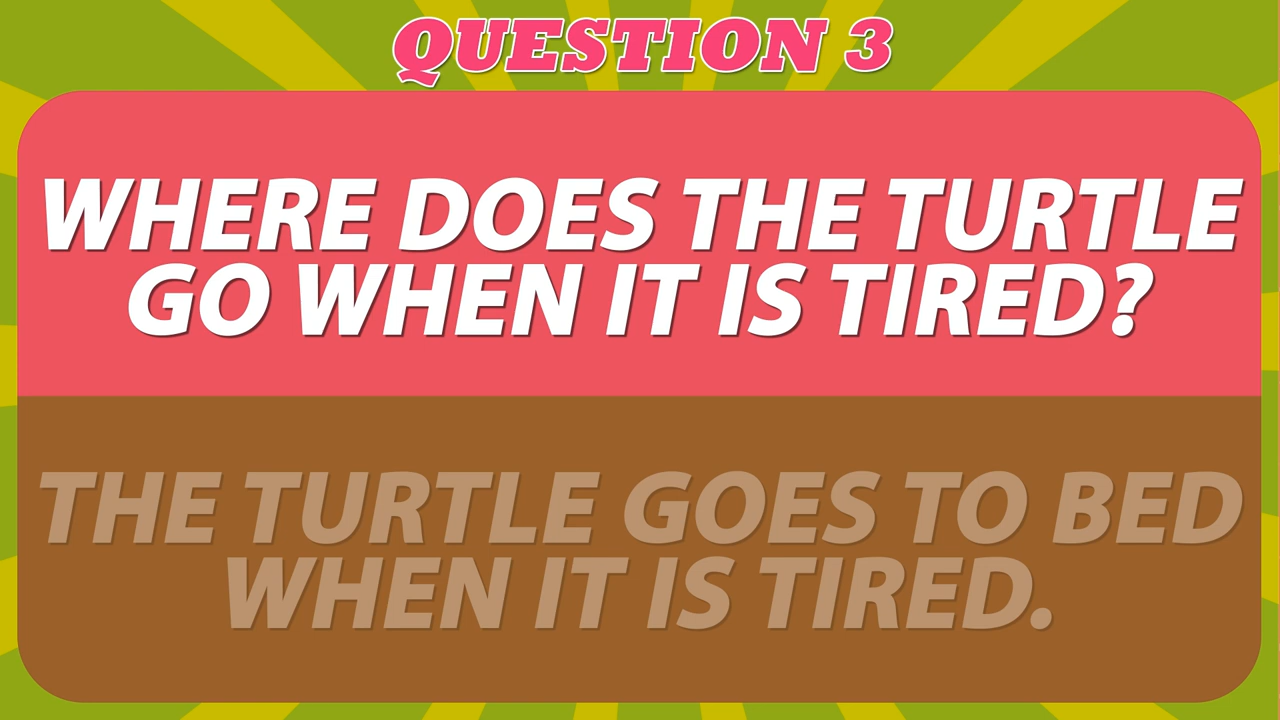 QUESTION 3
WHERE DOES THE TURTLE
GO WHEN IT IS TIRED?
THE TURTLE GOES TO BED
WHEN IT IS TIRED.